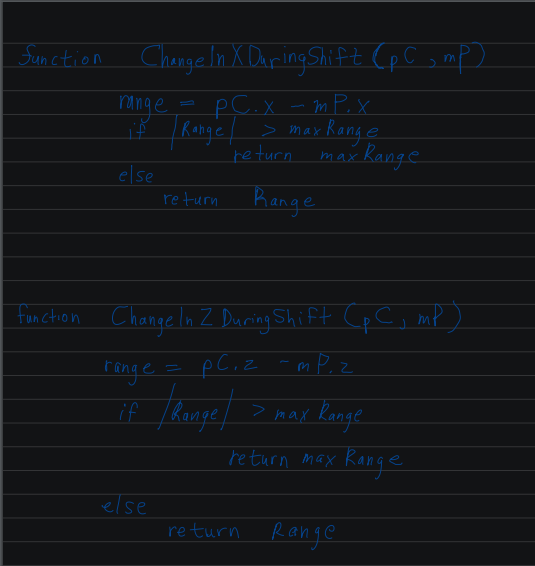 function ChangeInXDuringShift (pC, mP)
range = pC.x - mP.x
if |Range| > maxRange
return maxRange
else
return Range
function ChangeInZDuringShift (pC, mP)
range = pC.z - mP.z
if |Range| > maxRange
return maxRange
else
return Range